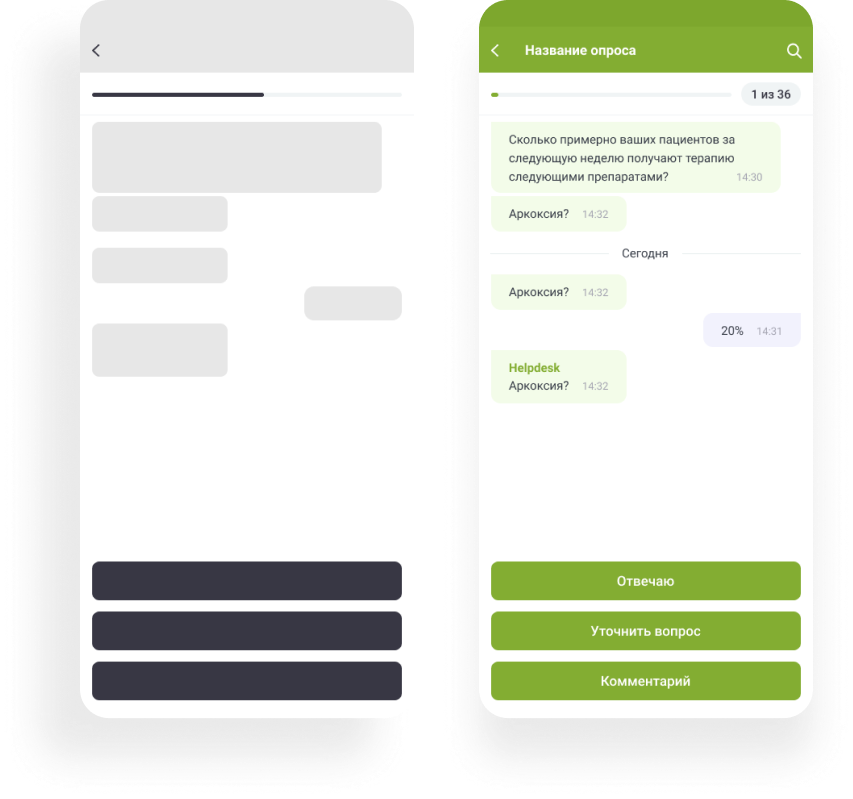 Название опроса
1 из 36
Сколько примерно ваших пациентов за
следующую неделю получают терапию
следующими препаратами? 14:30
Аркоксия? 14:32
Сегодня
Аркоксия? 14:32
20% 14:31
Helpdesk
Аркоксия? 14:32
Отвечаю
Уточнить вопрос
Комментарий